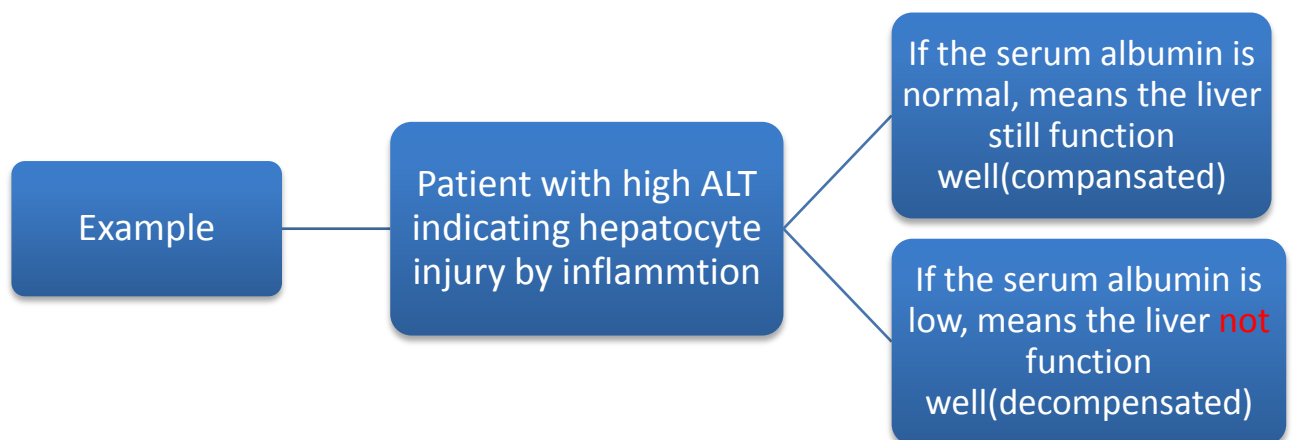 Example
Patient with high ALT
indicating hepatocyte
injury by inflammtion
If the serum albumin is
normal, means the liver
still function
well(compansated)
If the serum albumin is
low, means the liver not
function
well(decompensated)